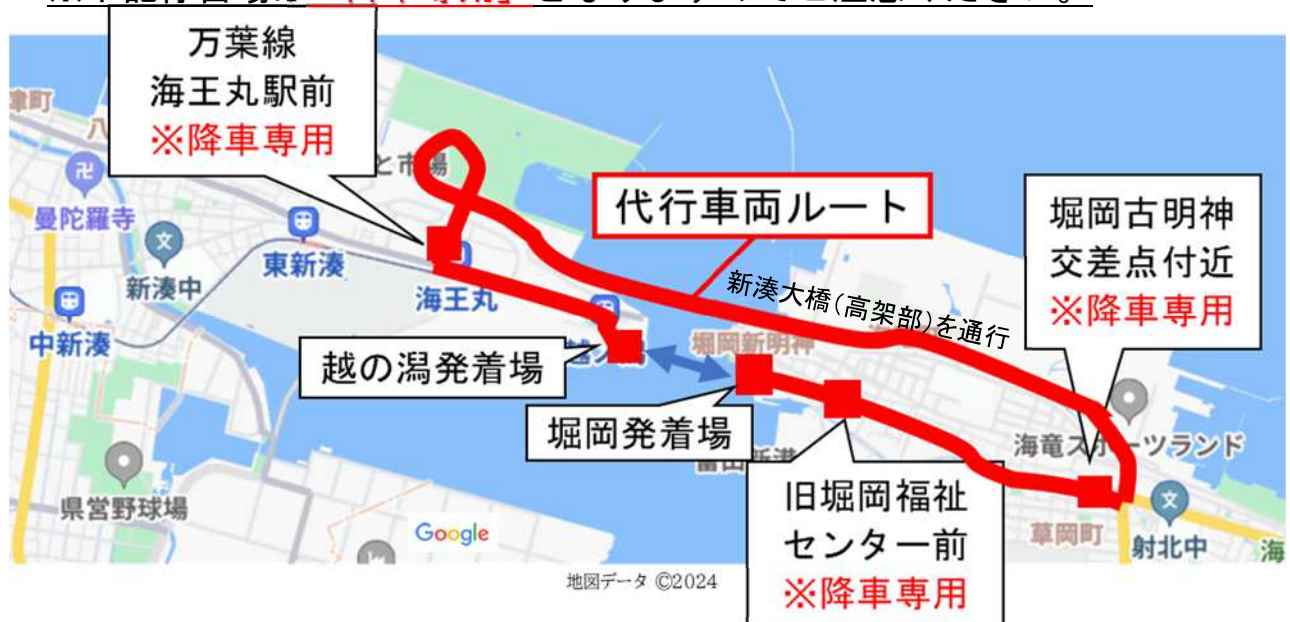 万葉線
海王丸駅前
※降車専用
代行車両ルート
堀岡古明神
交差点付近
※降車専用
新湊大橋(高架部)を通行
越の潟発着場
堀岡発着場
旧堀岡福祉
センター前
※降車専用
曼陀羅寺
新湊中
東新湊
中新湊
海王丸
堀岡新明神
県営野球場
海竜スポーツランド
草岡町
射北中
海
Google
地図データ ©2024